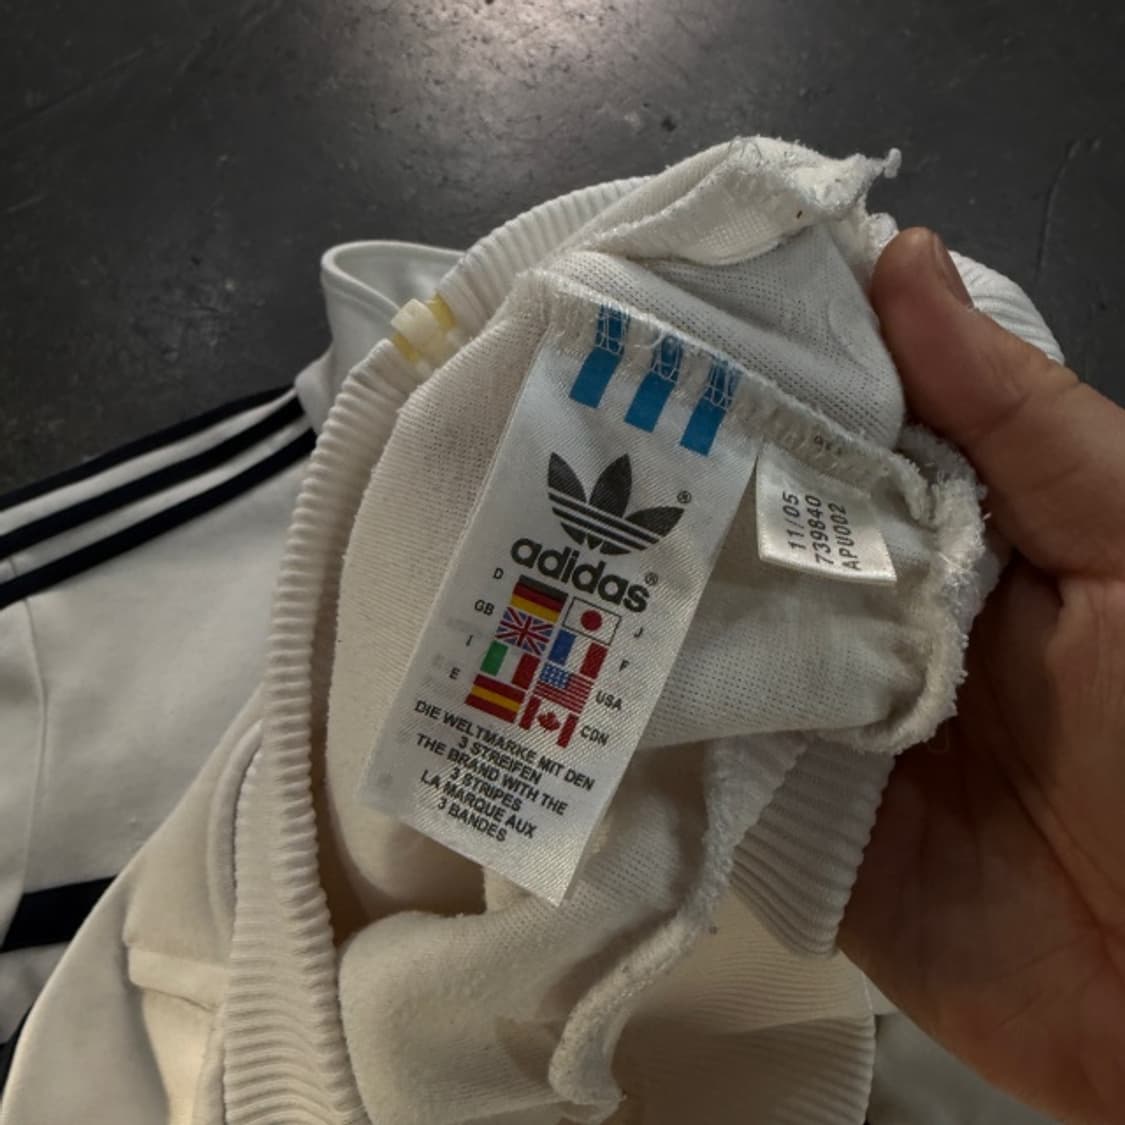 adidas®
D
J
GB
F
I
USA
E
CDN
DIE WELTMARKE MIT DEN
3 STREIFEN
THE BRAND WITH THE
3 STRIPES
LA MARQUE AUX
3 BANDES
11/05
739840
APU002